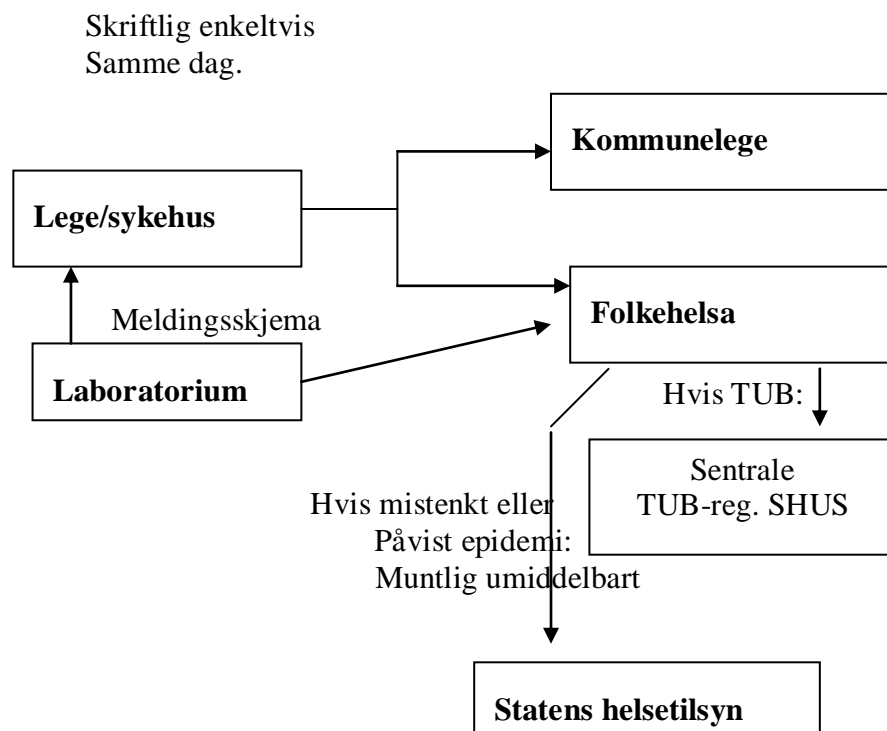 Skriftlig enkeltvis
Samme dag.
Kommunelege
Lege/sykehus
Folkehelsa
Meldingsskjema
Laboratorium
Hvis TUB:
Sentrale
TUB-reg. SHUS
Hvis mistenkt eller
Påvist epidemi:
Muntlig umiddelbart
Statens helsetilsyn